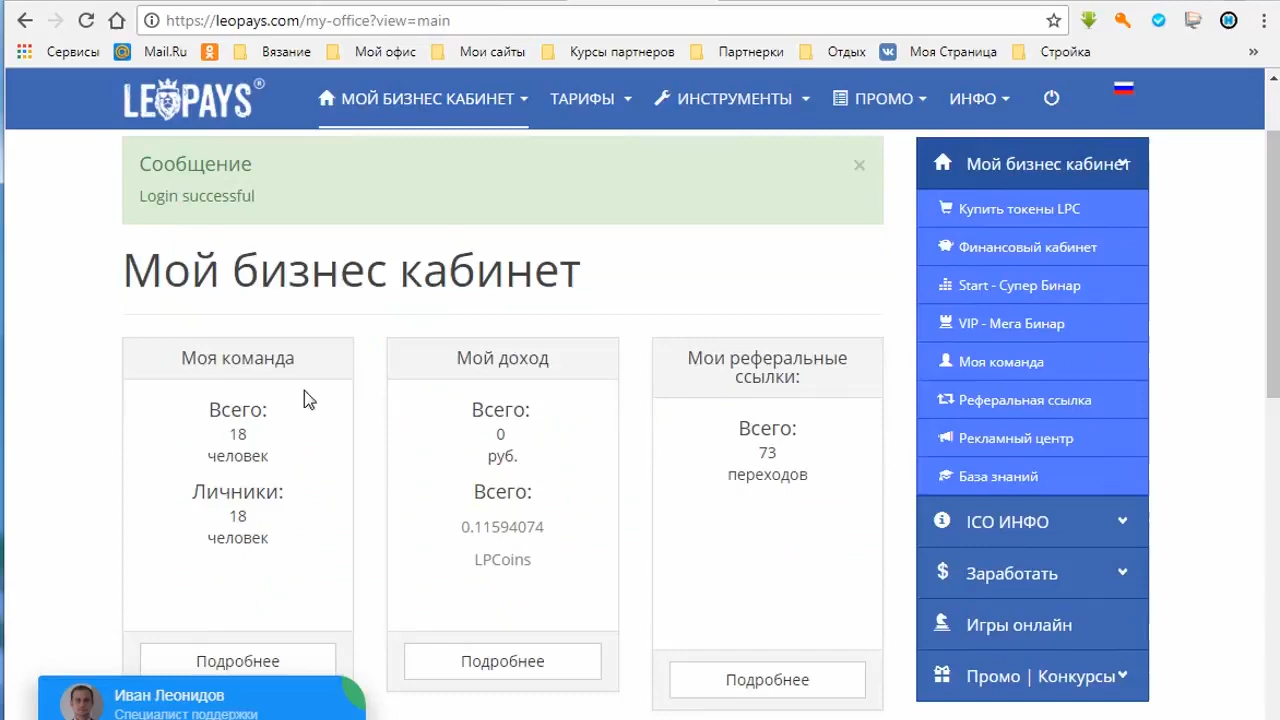 https://leopays.com/my-office?view=main
Сервисы Mail.Ru Вязание Мой офис Мои сайты Курсы партнеров Партнерки Отдых Моя Страница Стройка »
LEOPAYS® МОЙ БИЗНЕС КАБИНЕТ ТАРИФЫ ИНСТРУМЕНТЫ ПРОМО ИНФО
Сообщение ×
Login successful
Мой бизнес кабинет
Моя команда
Всего:
18
человек
Личники:
18
человек
Подробнее
Мой доход
Всего:
0
руб.
Всего:
0.11594074
LPCoins
Подробнее
Мои реферальные
ссылки:
Всего:
73
переходов
Подробнее
Мой бизнес кабинет
Купить токены LPC
Финансовый кабинет
Start - Супер Бинар
VIP - Мега Бинар
Моя команда
Реферальная ссылка
Рекламный центр
База знаний
ICO ИНФО
Заработать
Игры онлайн
Промо | Конкурсы
Иван Леонидов
Специалист поддержки